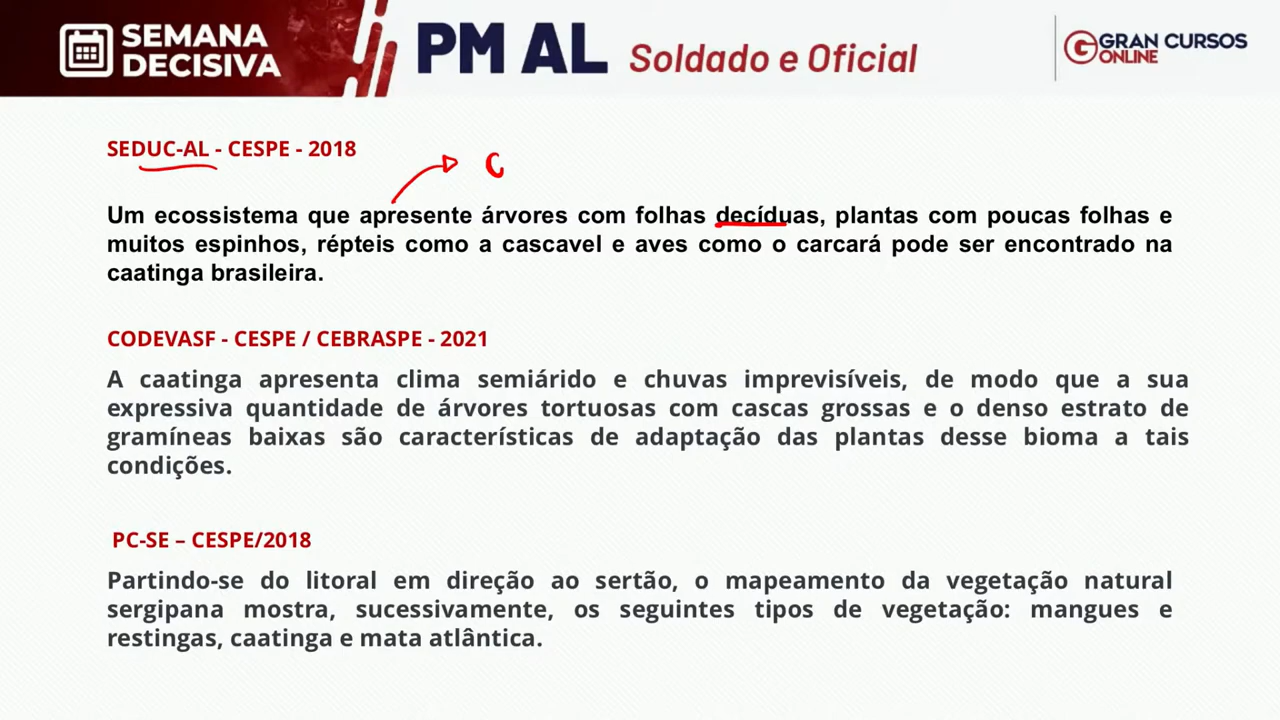 SEMANA
DECISIVA
PM AL Soldado e Oficial
GRAN CURSOS
ONLINE
SEDUC-AL - CESPE - 2018
Um ecossistema que apresente árvores com folhas decíduas, plantas com poucas folhas e
muitos espinhos, répteis como a cascavel e aves como o carcará pode ser encontrado na
caatinga brasileira.
CODEVASF - CESPE / CEBRASPE - 2021
A caatinga apresenta clima semiárido e chuvas imprevisíveis, de modo que a sua
expressiva quantidade de árvores tortuosas com cascas grossas e o denso estrato de
gramíneas baixas são características de adaptação das plantas desse bioma a tais
condições.
PC-SE – CESPE/2018
Partindo-se do litoral em direção ao sertão, o mapeamento da vegetação natural
sergipana mostra, sucessivamente, os seguintes tipos de vegetação: mangues e
restingas, caatinga e mata atlântica.